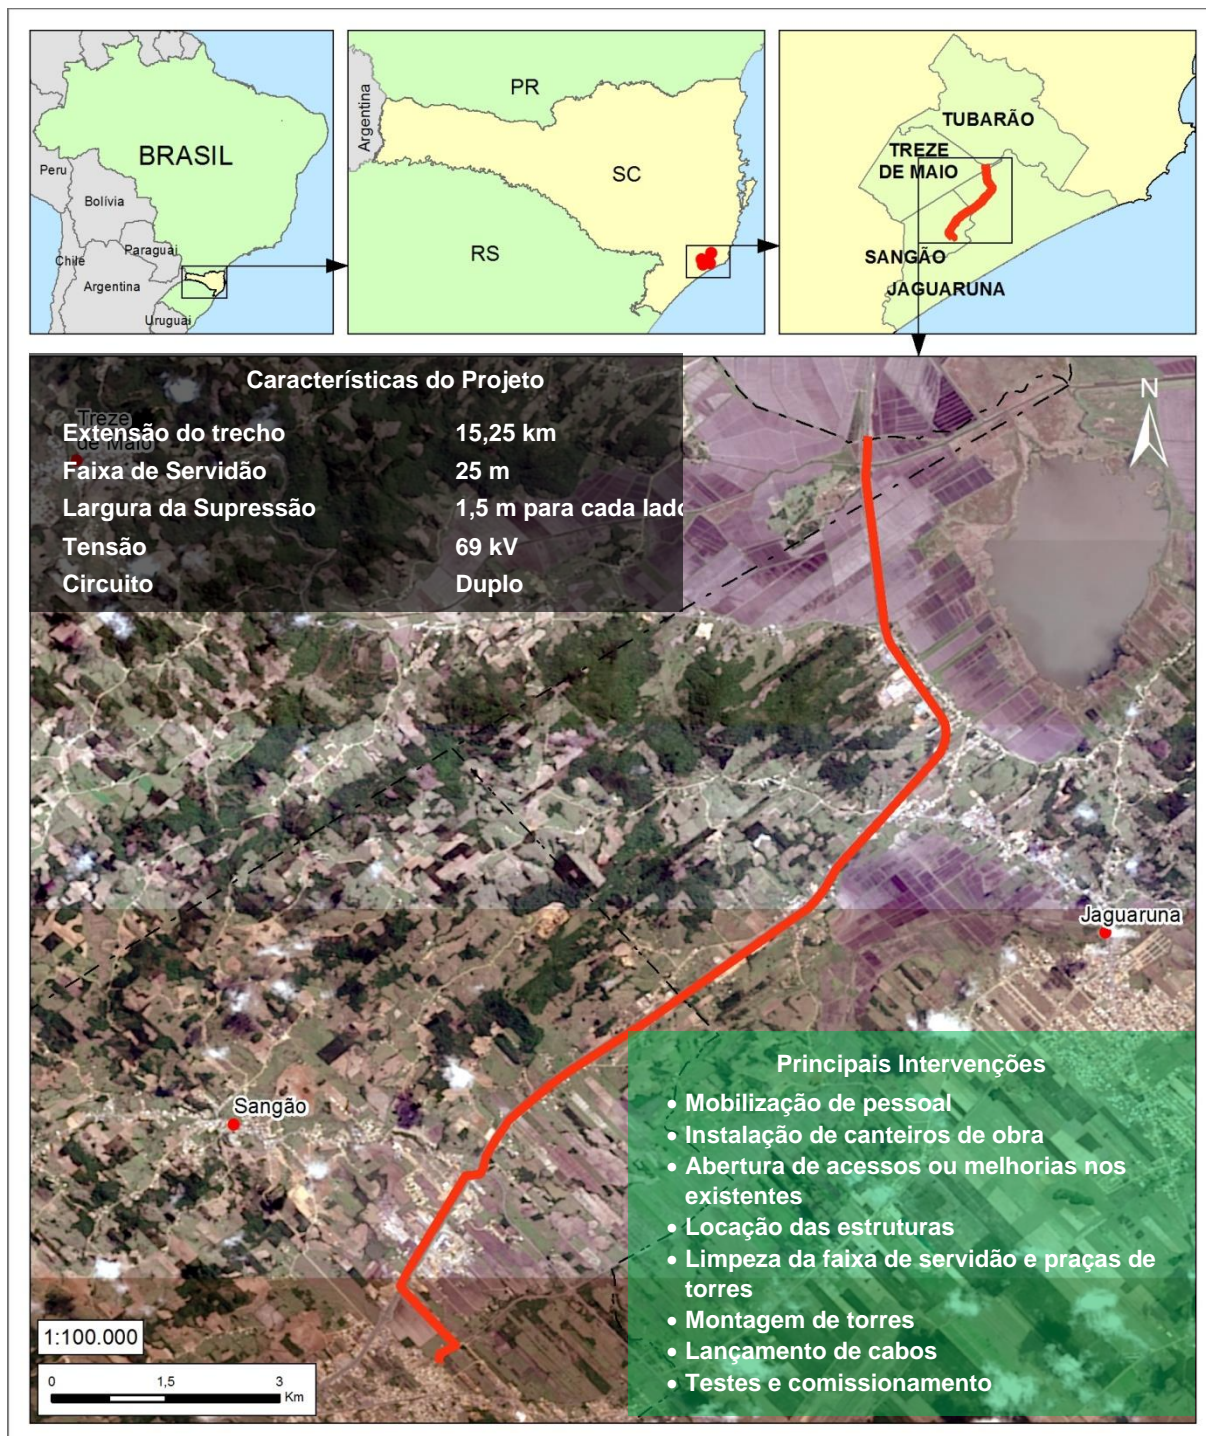 BRASIL
Peru
Bolívia
Paraguai
Chile
Argentina
Uruguai
Argentina
PR
SC
RS
TUBARÃO
TREZE
DE MAIO
SANGÃO
JAGUARUNA
Características do Projeto
Treze
de Maio
Extensão do trecho 15,25 km
Faixa de Servidão 25 m
Largura da Supressão 1,5 m para cada lado
Tensão 69 kV
Circuito Duplo
N
Jaguaruna
Sangão
Principais Intervenções
• Mobilização de pessoal
• Instalação de canteiros de obra
• Abertura de acessos ou melhorias nos
existentes
• Locação das estruturas
• Limpeza da faixa de servidão e praças de
torres
• Montagem de torres
• Lançamento de cabos
• Testes e comissionamento
1:100.000
0 1,5 3
Km